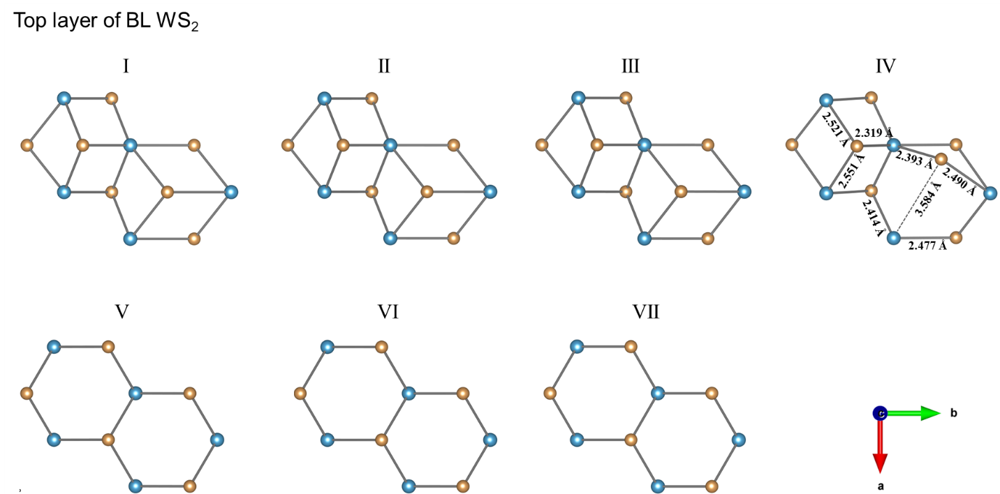 Top layer of BL WS₂
I II III IV
2.521 Å
2.319 Å
2.551 Å
2.393 Å
2.490 Å
3.584 Å
2.414 Å
2.477 Å
V VI VII
c
b
a
,